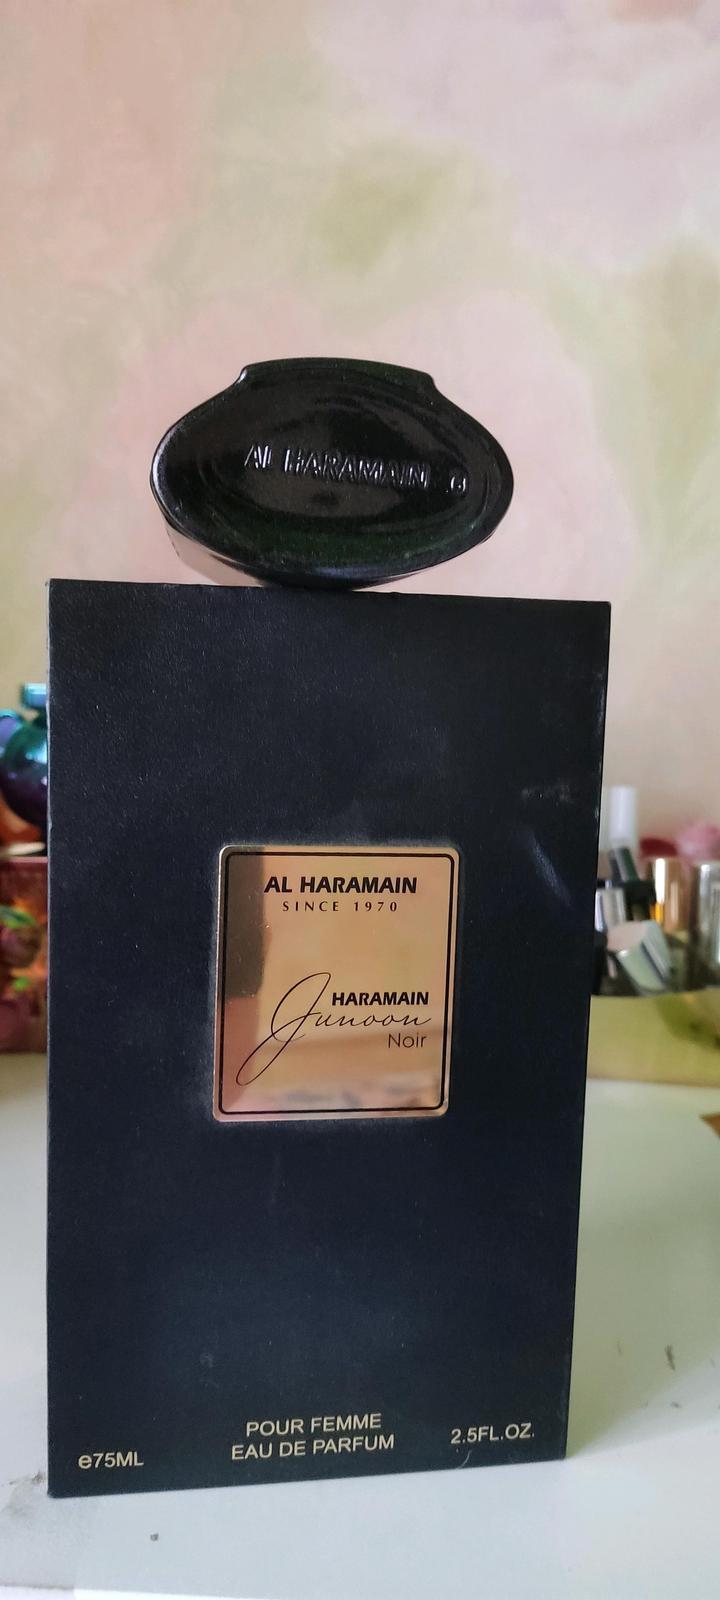 AL HARAMAIN
AL HARAMAIN
SINCE 1970
HARAMAIN
Junoon
Noir
POUR FEMME
EAU DE PARFUM
e75ML
2.5FL.OZ.